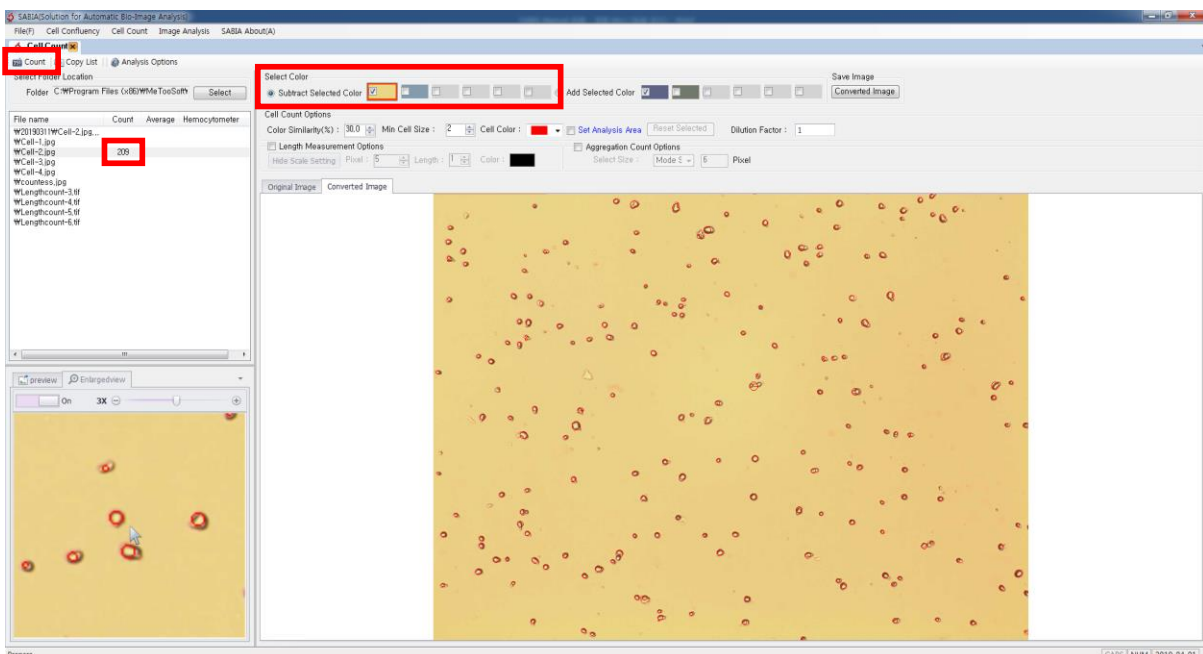 SABIA(Solution for Automatic Bio-Image Analysis)
File(F) Cell Confluency Cell Count Image Analysis SABIA About(A)
Cell Count
Count Copy List Analysis Options
Select Folder Location
Folder C:₩Program Files (x86)₩MeTooSoft₩ Select
File name Count Average Hemocytometer
₩20190311₩Cell-2.jpg,...
₩Cell-1.jpg
₩Cell-2.jpg 209
₩Cell-3.jpg
₩Cell-4.jpg
₩countess.jpg
₩Lengthcount-3.tif
₩Lengthcount-4.tif
₩Lengthcount-5.tif
₩Lengthcount-6.tif
preview Enlargedview
On 3X
Select Color
Subtract Selected Color Add Selected Color
Save Image
Converted Image
Cell Count Options
Color Similarity(%) : 30.0 Min Cell Size : 2 Cell Color : Set Analysis Area Reset Selected Dilution Factor : 1
Length Measurement Options
Hide Scale Setting Pixel : 5 Length : 1 Color :
Aggregation Count Options
Select Size : Mode S 6 Pixel
Original Image Converted Image
CAPS NUM 2019-04-01